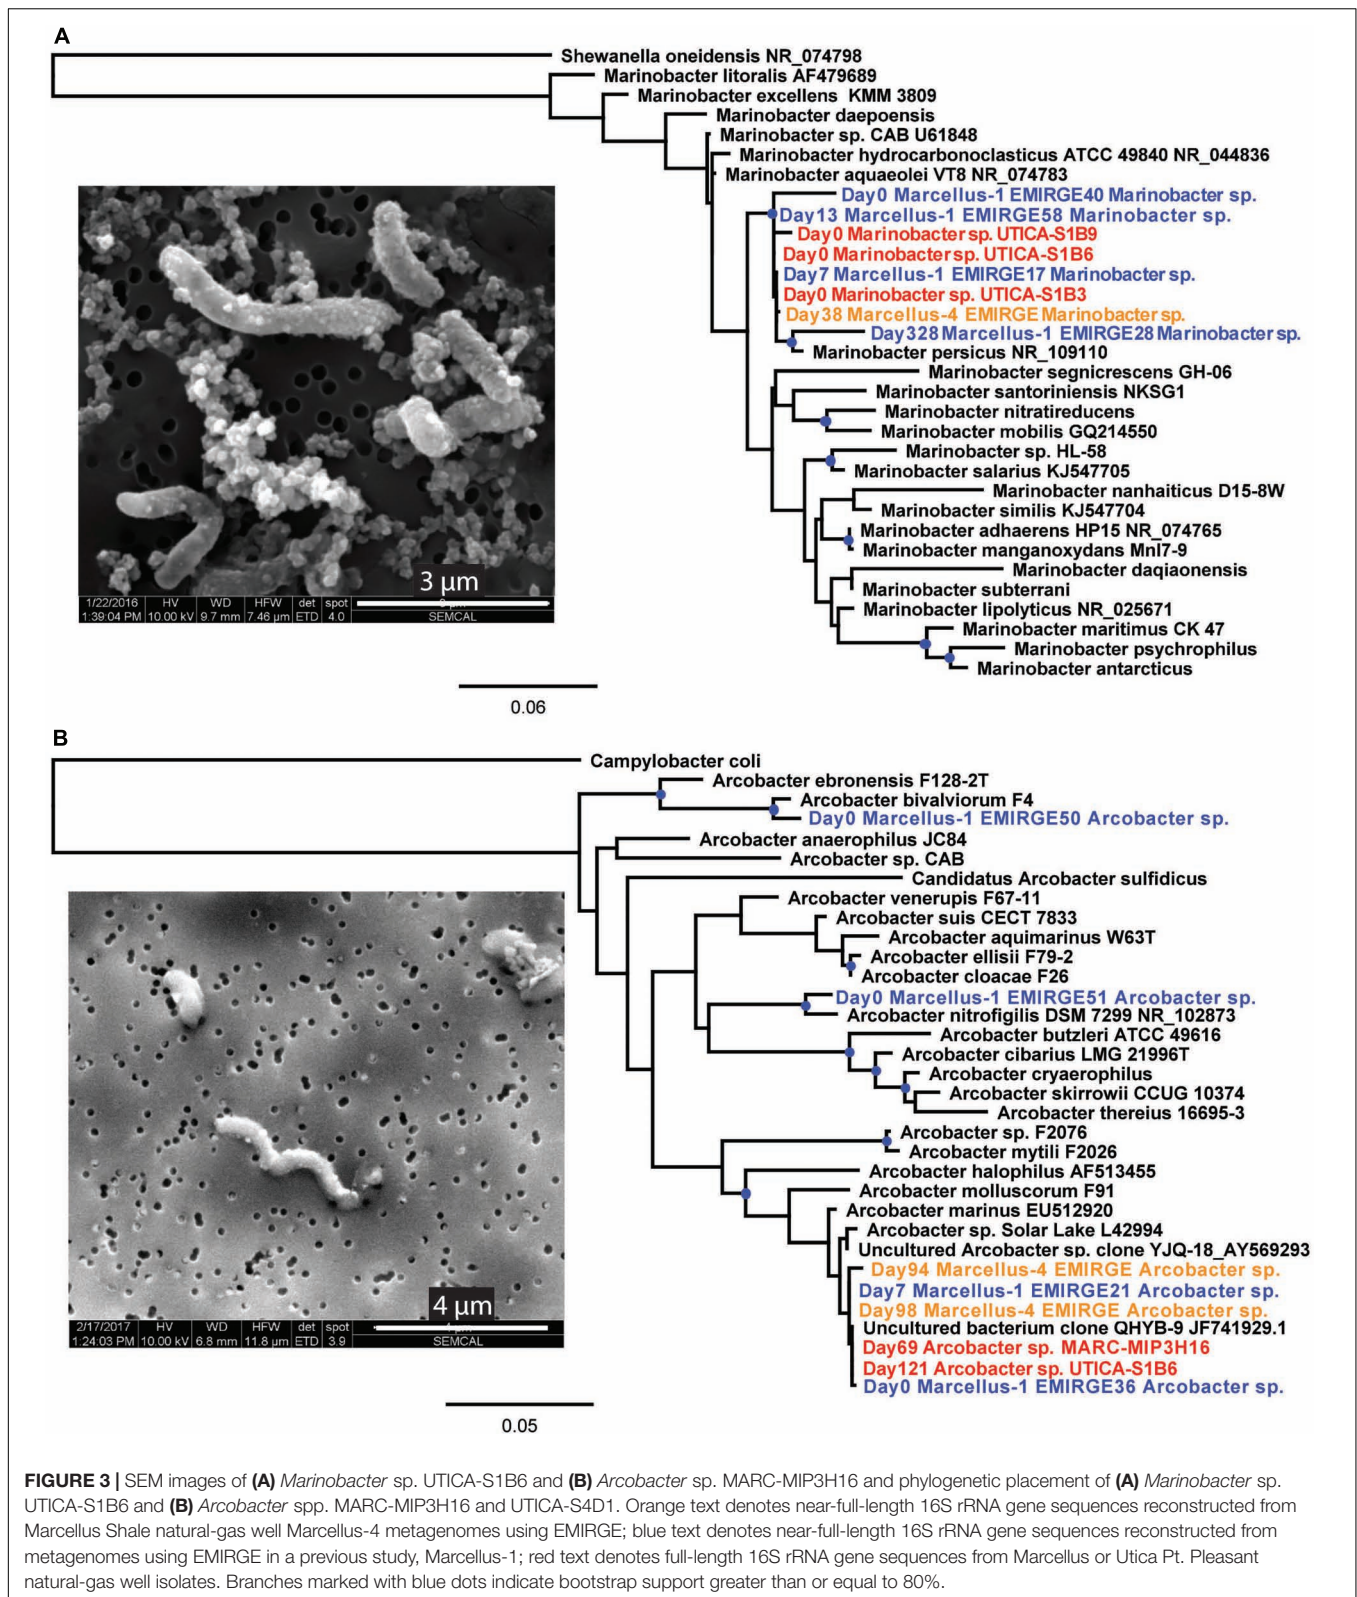 A
Shewanella oneidensis NR_074798
Marinobacter litoralis AF479689
Marinobacter excellens KMM 3809
Marinobacter daepoensis
Marinobacter sp. CAB U61848
Marinobacter hydrocarbonoclasticus ATCC 49840 NR_044836
Marinobacter aquaeolei VT8 NR_074783
Day0 Marcellus-1 EMIRGE40 Marinobacter sp.
Day13 Marcellus-1 EMIRGE58 Marinobacter sp.
Day0 Marinobacter sp. UTICA-S1B9
Day0 Marinobacter sp. UTICA-S1B6
Day7 Marcellus-1 EMIRGE17 Marinobacter sp.
Day0 Marinobacter sp. UTICA-S1B3
Day38 Marcellus-4 EMIRGE Marinobacter sp.
Day328 Marcellus-1 EMIRGE28 Marinobacter sp.
Marinobacter persicus NR_109110
Marinobacter segnicrescens GH-06
Marinobacter santoriniensis NKSG1
Marinobacter nitratireducens
Marinobacter mobilis GQ214550
Marinobacter sp. HL-58
Marinobacter salarius KJ547705
Marinobacter nanhaiticus D15-8W
Marinobacter similis KJ547704
Marinobacter adhaerens HP15 NR_074765
Marinobacter manganoxydans MnI7-9
Marinobacter daqiaonensis
Marinobacter subterrani
Marinobacter lipolyticus NR_025671
Marinobacter maritimus CK 47
Marinobacter psychrophilus
Marinobacter antarcticus
3 µm
1/22/2016 HV WD HFW det spot
1:39:04 PM 10.00 kV 9.7 mm 7.46 µm ETD 4.0 SEMCAL
0.06
B
Campylobacter coli
Arcobacter ebronensis F128-2T
Arcobacter bivalviorum F4
Day0 Marcellus-1 EMIRGE50 Arcobacter sp.
Arcobacter anaerophilus JC84
Arcobacter sp. CAB
Candidatus Arcobacter sulfidicus
Arcobacter venerupis F67-11
Arcobacter suis CECT 7833
Arcobacter aquimarinus W63T
Arcobacter ellisii F79-2
Arcobacter cloacae F26
Day0 Marcellus-1 EMIRGE51 Arcobacter sp.
Arcobacter nitrofigilis DSM 7299 NR_102873
Arcobacter butzleri ATCC 49616
Arcobacter cibarius LMG 21996T
Arcobacter cryaerophilus
Arcobacter skirrowii CCUG 10374
Arcobacter thereius 16695-3
Arcobacter sp. F2076
Arcobacter mytili F2026
Arcobacter halophilus AF513455
Arcobacter molluscorum F91
Arcobacter marinus EU512920
Arcobacter sp. Solar Lake L42994
Uncultured Arcobacter sp. clone YJQ-18_AY569293
Day94 Marcellus-4 EMIRGE Arcobacter sp.
Day7 Marcellus-1 EMIRGE21 Arcobacter sp.
Day98 Marcellus-4 EMIRGE Arcobacter sp.
Uncultured bacterium clone QHYB-9 JF741929.1
Day69 Arcobacter sp. MARC-MIP3H16
Day121 Arcobacter sp. UTICA-S1B6
Day0 Marcellus-1 EMIRGE36 Arcobacter sp.
4 µm
2/17/2017 HV WD HFW det spot
1:24:03 PM 10.00 kV 6.8 mm 11.8 µm ETD 3.9 SEMCAL
0.05
FIGURE 3 | SEM images of (A) Marinobacter sp. UTICA-S1B6 and (B) Arcobacter sp. MARC-MIP3H16 and phylogenetic placement of (A) Marinobacter sp.
UTICA-S1B6 and (B) Arcobacter spp. MARC-MIP3H16 and UTICA-S4D1. Orange text denotes near-full-length 16S rRNA gene sequences reconstructed from
Marcellus Shale natural-gas well Marcellus-4 metagenomes using EMIRGE; blue text denotes near-full-length 16S rRNA gene sequences reconstructed from
metagenomes using EMIRGE in a previous study, Marcellus-1; red text denotes full-length 16S rRNA gene sequences from Marcellus or Utica Pt. Pleasant
natural-gas well isolates. Branches marked with blue dots indicate bootstrap support greater than or equal to 80%.